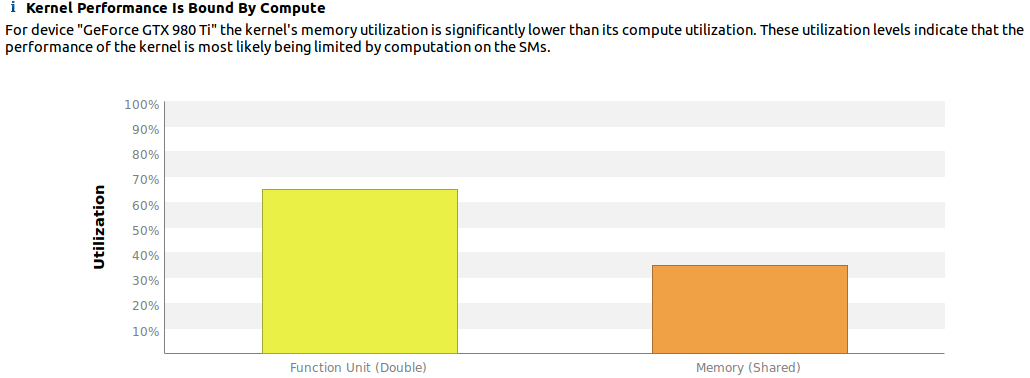 i Kernel Performance Is Bound By Compute
For device "GeForce GTX 980 Ti" the kernel's memory utilization is significantly lower than its compute utilization. These utilization levels indicate that the
performance of the kernel is most likely being limited by computation on the SMs.
100%
90%
80%
70%
60%
50%
40%
30%
20%
10%
Utilization
Function Unit (Double)
Memory (Shared)